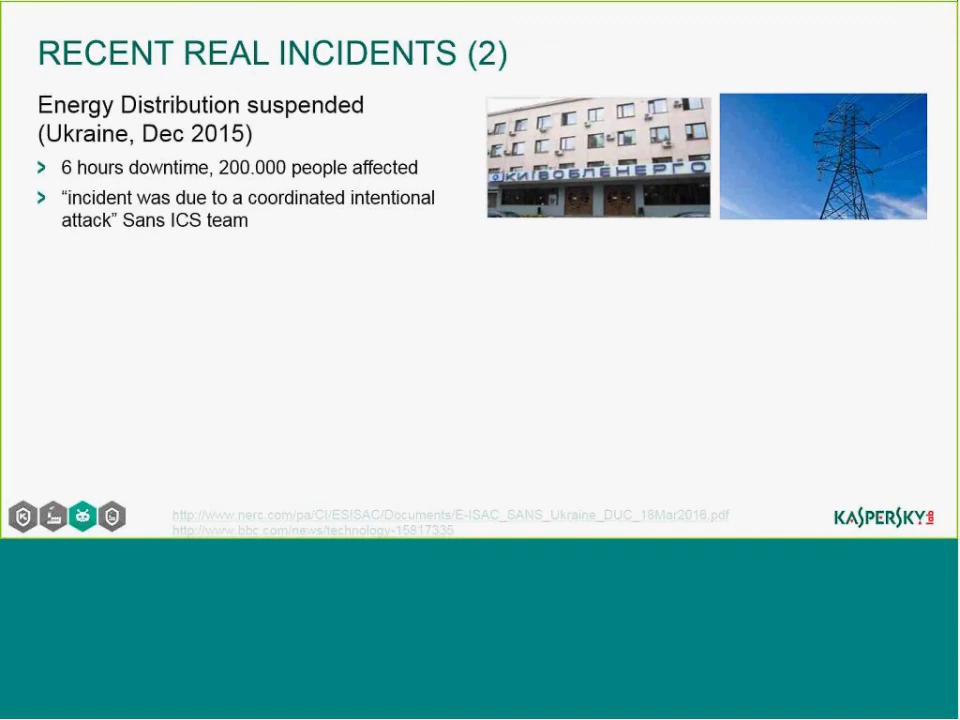 RECENT REAL INCIDENTS (2)
Energy Distribution suspended
(Ukraine, Dec 2015)
6 hours downtime, 200.000 people affected
“incident was due to a coordinated intentional
attack” Sans ICS team
КИЇВОБЛЕНЕРГО
http://www.nerc.com/pa/CI/ESISAC/Documents/E-ISAC_SANS_Ukraine_DUC_18Mar2016.pdf
http://www.bbc.com/news/technology-15817335
KASPERSKY lab